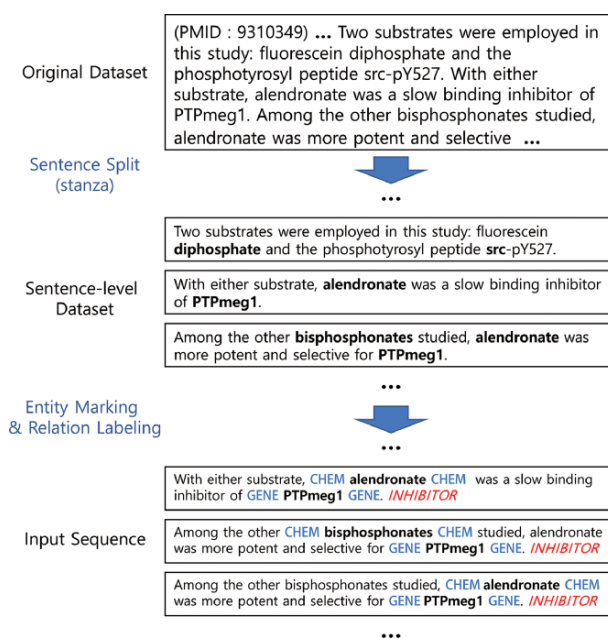 Original Dataset
(PMID : 9310349) ... Two substrates were employed in
this study: fluorescein diphosphate and the
phosphotyrosyl peptide src-pY527. With either
substrate, alendronate was a slow binding inhibitor of
PTPmeg1. Among the other bisphosphonates studied,
alendronate was more potent and selective ...
Sentence Split
(stanza)
...
Sentence-level
Dataset
Two substrates were employed in this study: fluorescein
diphosphate and the phosphotyrosyl peptide src-pY527.
With either substrate, alendronate was a slow binding inhibitor
of PTPmeg1.
Among the other bisphosphonates studied, alendronate was
more potent and selective for PTPmeg1.
...
Entity Marking
& Relation Labeling
...
Input Sequence
With either substrate, CHEM alendronate CHEM was a slow binding
inhibitor of GENE PTPmeg1 GENE. INHIBITOR
Among the other CHEM bisphosphonates CHEM studied, alendronate
was more potent and selective for GENE PTPmeg1 GENE. INHIBITOR
Among the other bisphosphonates studied, CHEM alendronate CHEM
was more potent and selective for GENE PTPmeg1 GENE. INHIBITOR
...